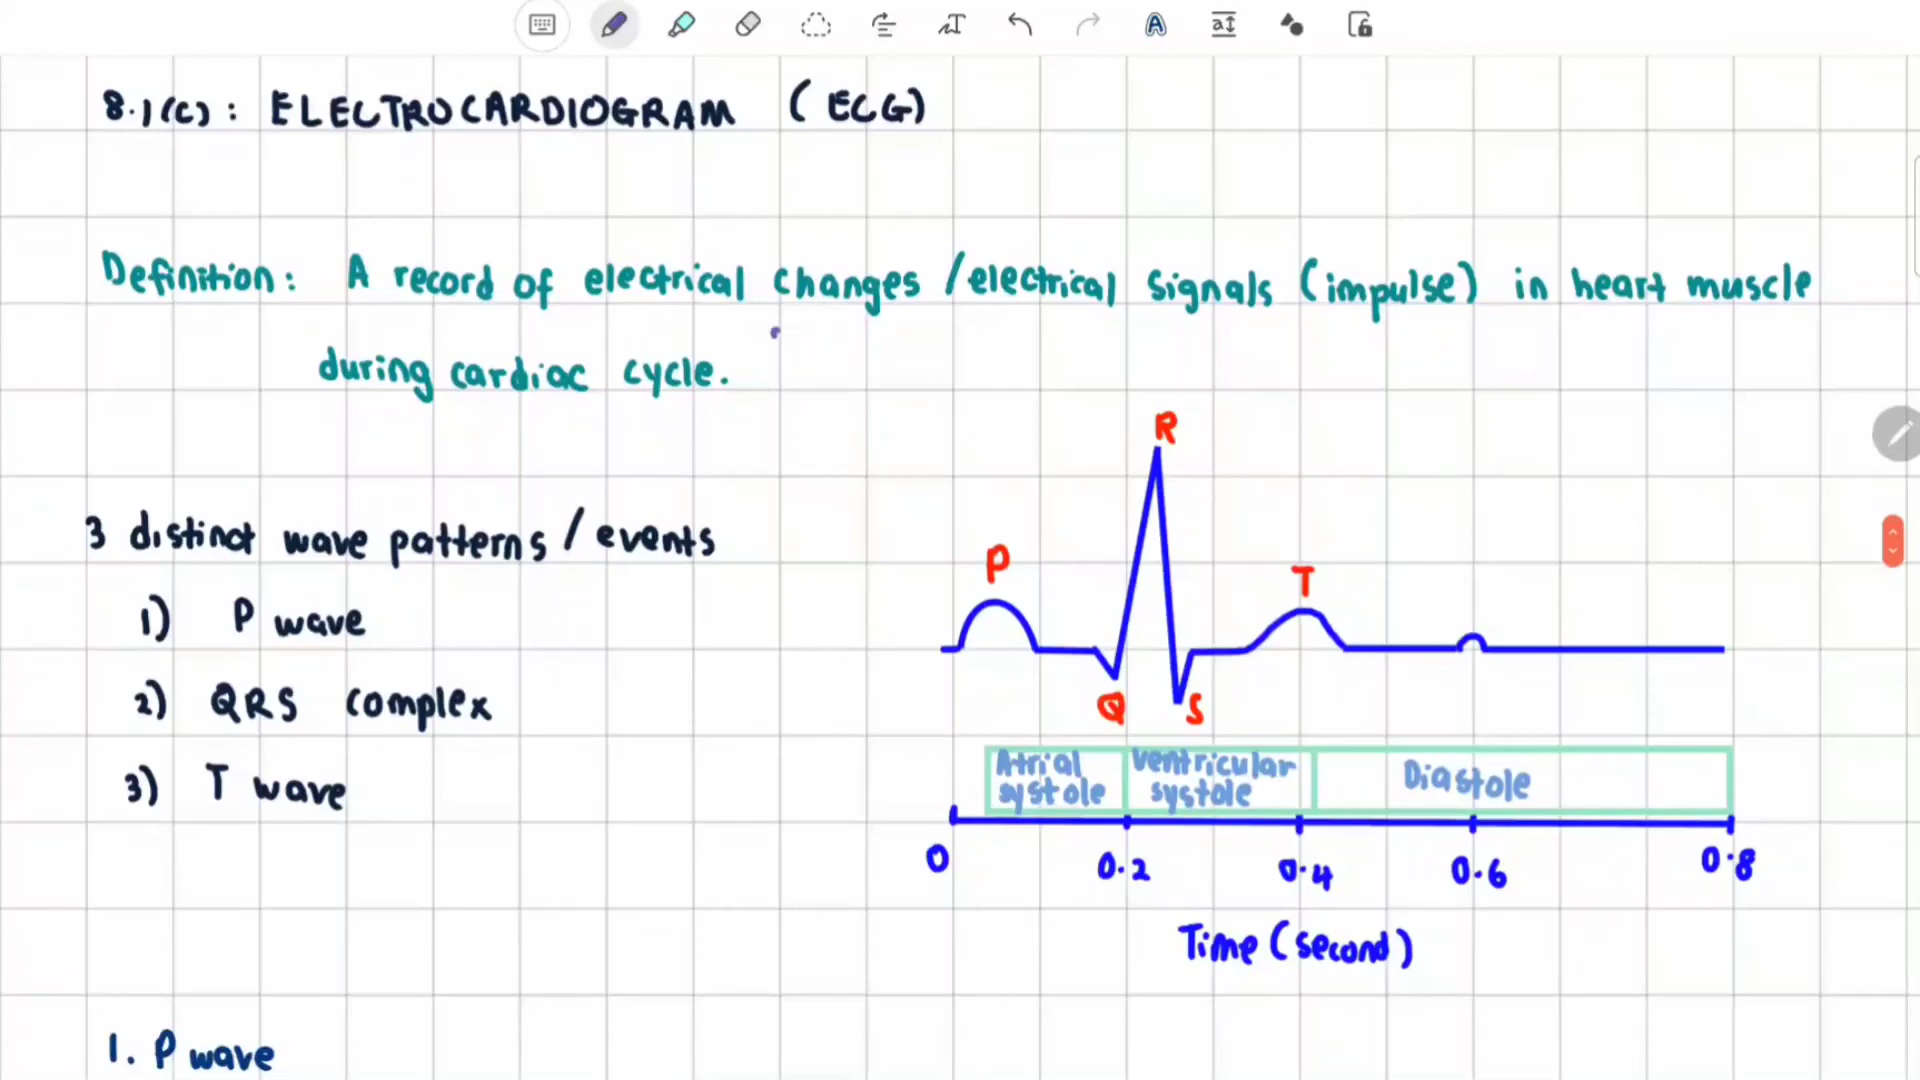 8.1(c): ELECTROCARDIOGRAM (ECG)
Definition: A record of electrical changes /electrical signals (impulse) in heart muscle
during cardiac cycle.
3 distinct wave patterns / events
1) P wave
2) QRS complex
3) T wave
R
P
T
Q
S
Atrial systole
Ventricular systole
Diastole
0
0.2
0.4
0.6
0.8
Time (second)
1. P wave